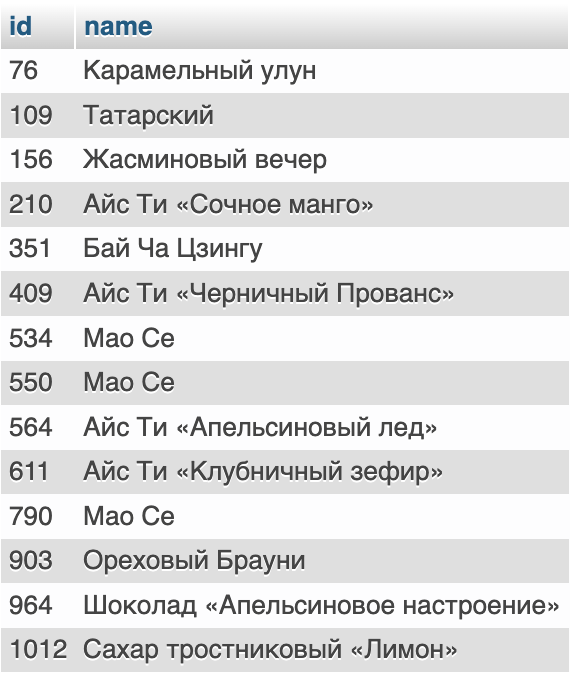 id name
76 Карамельный улун
109 Татарский
156 Жасминовый вечер
210 Айс Ти «Сочное манго»
351 Бай Ча Цзингу
409 Айс Ти «Черничный Прованс»
534 Мао Се
550 Мао Се
564 Айс Ти «Апельсиновый лед»
611 Айс Ти «Клубничный зефир»
790 Мао Се
903 Ореховый Брауни
964 Шоколад «Апельсиновое настроение»
1012 Сахар тростниковый «Лимон»